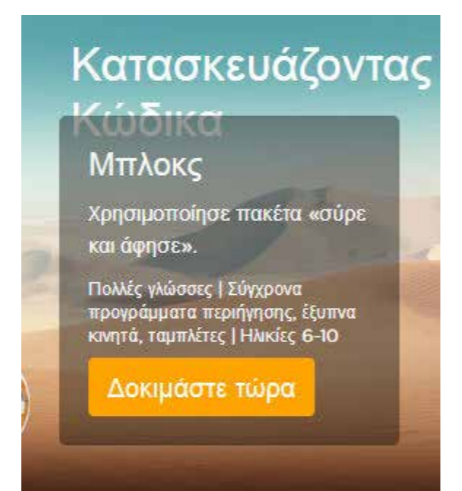 Κατασκευάζοντας
Κώδικα
Μπλοκς
Χρησιμοποίησε πακέτα «σύρε
και άφησε».
Πολλές γλώσσες | Σύγχρονα
προγράμματα περιήγησης, έξυπνα
κινητά, ταμπλέτες | Ηλικίες 6-10
Δοκιμάστε τώρα